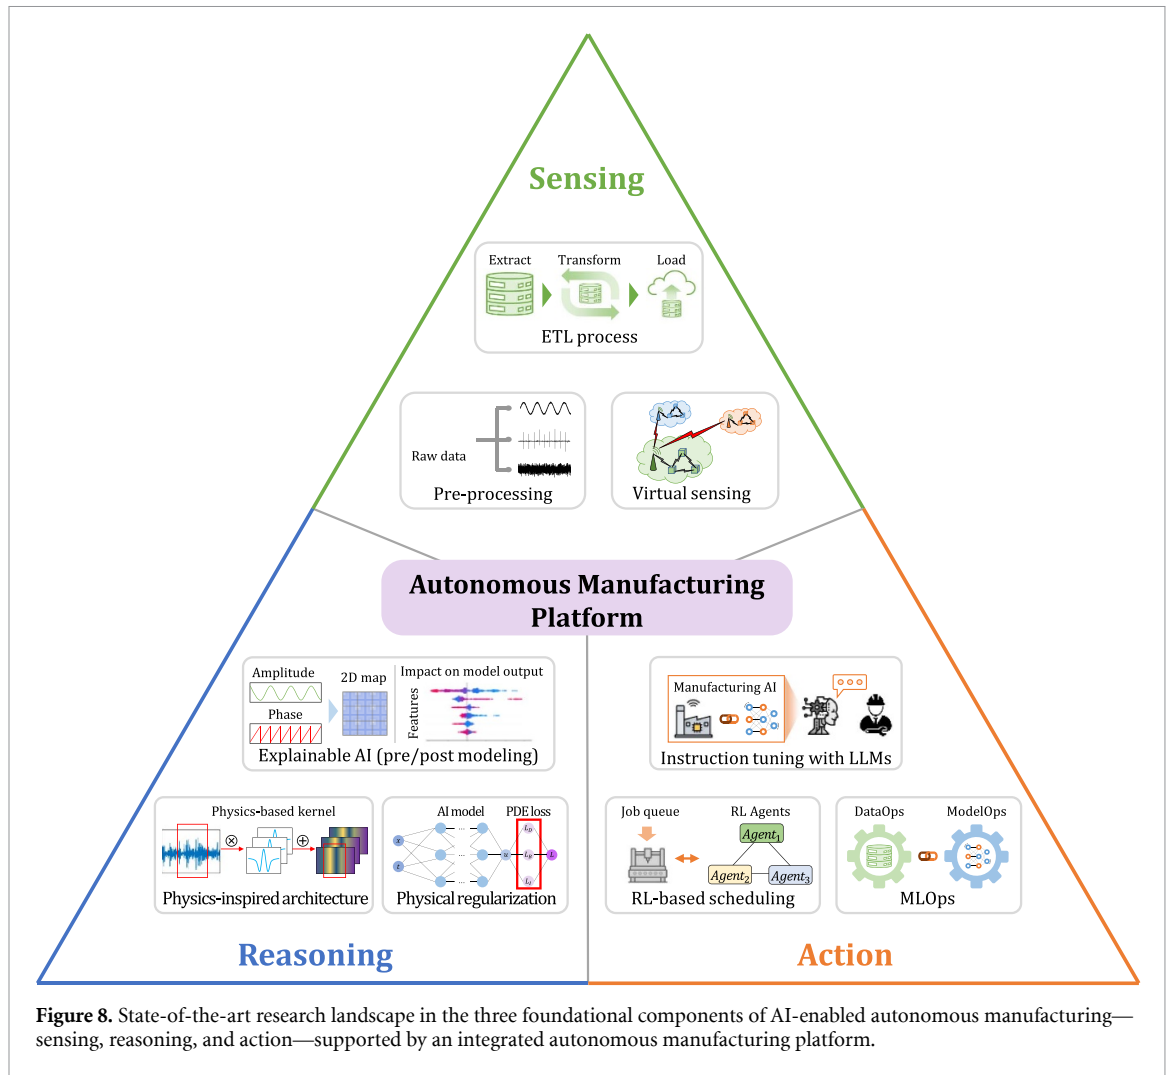 Sensing
Extract Transform Load
ETL process
Raw data
Pre-processing
Virtual sensing
Autonomous Manufacturing
Platform
Amplitude
Phase
2D map
Impact on model output
Features
Explainable AI (pre/post modeling)
Manufacturing AI
Instruction tuning with LLMs
Physics-based kernel
Physics-inspired architecture
AI model PDE loss
x
t
... ...
... ...
u
L
Physical regularization
Job queue RL Agents
Agent₁
Agent₂ Agent₃
RL-based scheduling
DataOps ModelOps
MLOps
Reasoning
Action
Figure 8. State-of-the-art research landscape in the three foundational components of AI-enabled autonomous manufacturing—
sensing, reasoning, and action—supported by an integrated autonomous manufacturing platform.